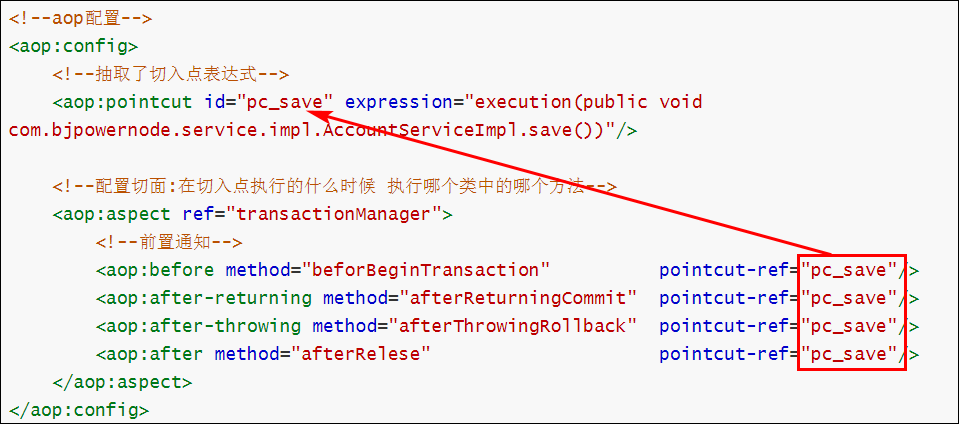 <!--aop配置-->
<aop:config>
<!--抽取了切入点表达式-->
<aop:pointcut id="pc_save" expression="execution(public void
com.bjpowernode.service.impl.AccountServiceImpl.save())"/>
<!--配置切面:在切入点执行的什么时候 执行哪个类中的哪个方法-->
<aop:aspect ref="transactionManager">
<!--前置通知-->
<aop:before method="beforBeginTransaction" pointcut-ref="pc_save"/>
<aop:after-returning method="afterReturningCommit" pointcut-ref="pc_save"/>
<aop:after-throwing method="afterThrowingRollback" pointcut-ref="pc_save"/>
<aop:after method="afterRelese" pointcut-ref="pc_save"/>
</aop:aspect>
</aop:config>